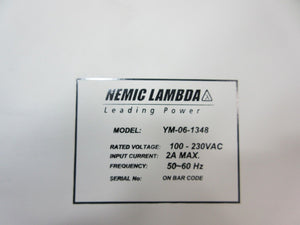 NEMIC LAMBDA
Leading Power
MODEL: YM-06-1348
RATED VOLTAGE: 100 - 230VAC
INPUT CURRENT: 2A MAX.
FREQUENCY: 50~60 Hz
SERIAL No: ON BAR CODE